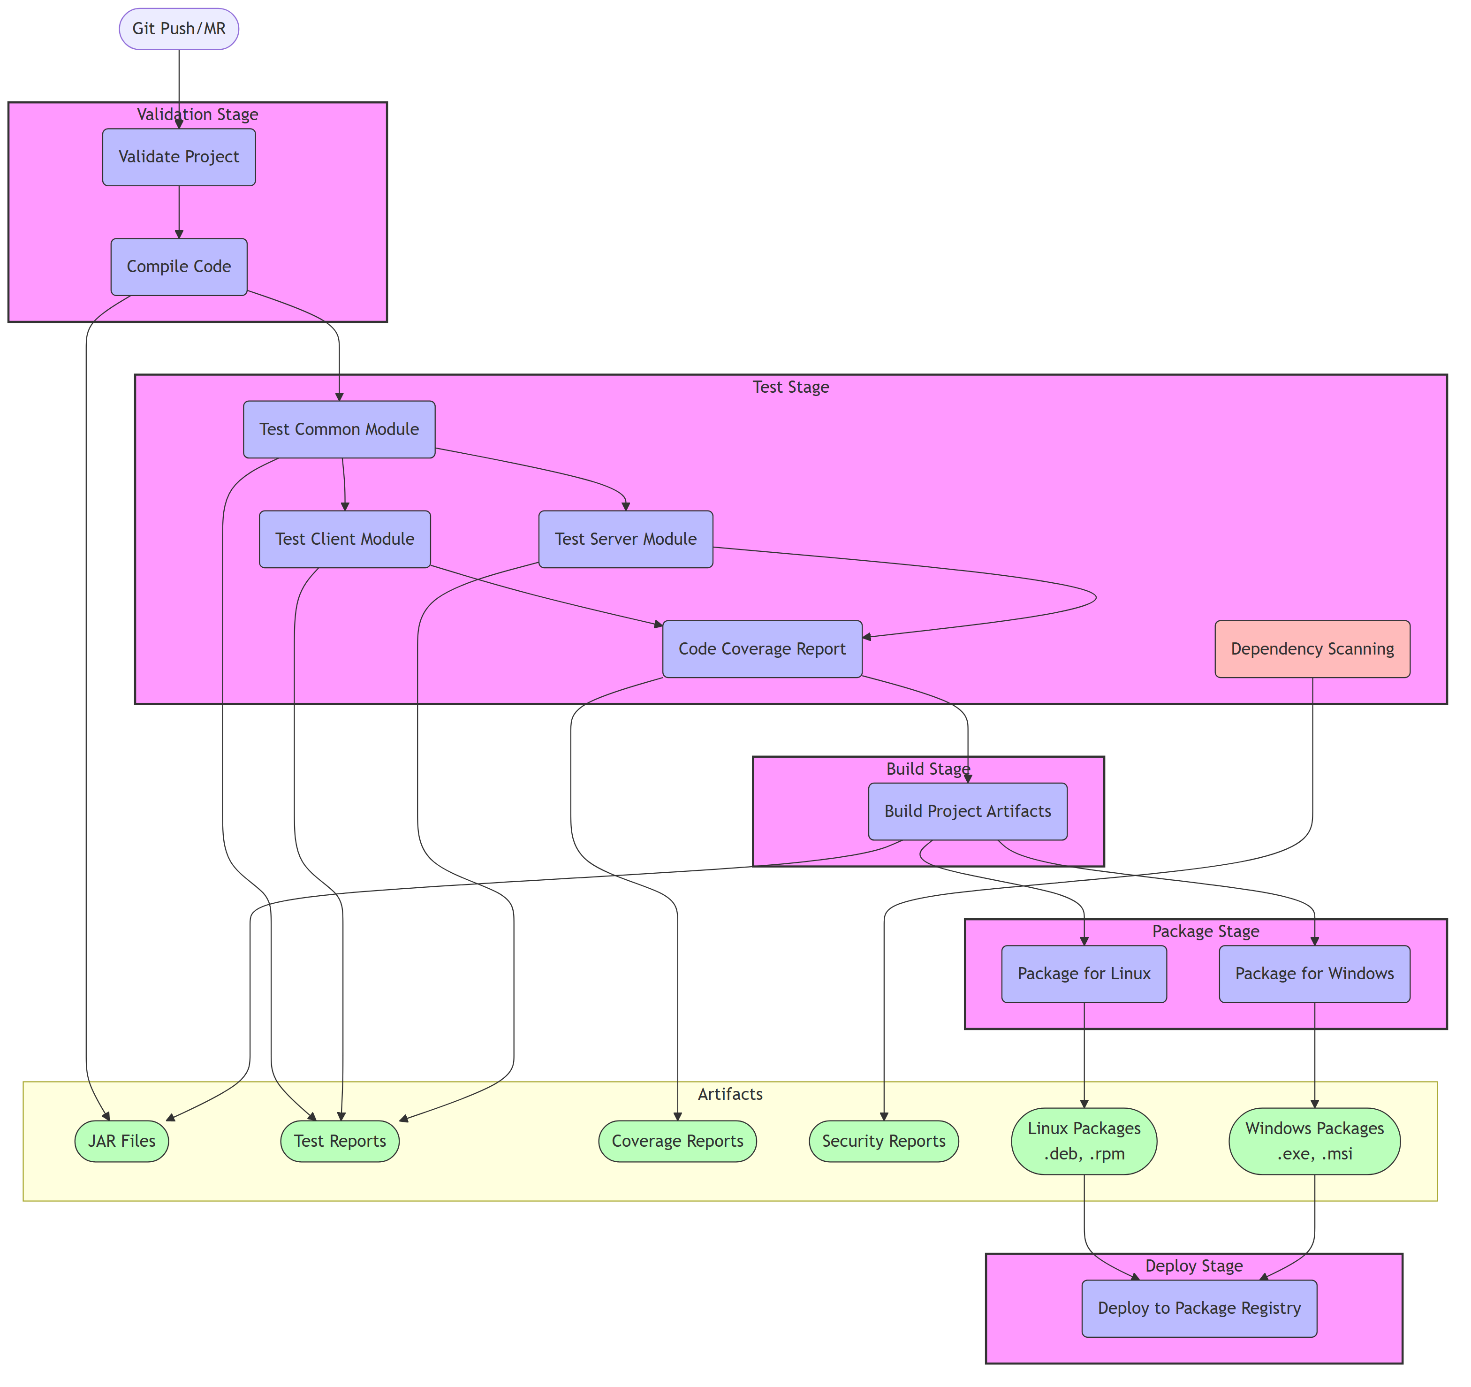 Git Push/MR
Validation Stage
Validate Project
Compile Code
Test Stage
Test Common Module
Test Client Module
Test Server Module
Code Coverage Report
Dependency Scanning
Build Stage
Build Project Artifacts
Package Stage
Package for Linux
Package for Windows
Artifacts
JAR Files
Test Reports
Coverage Reports
Security Reports
Linux Packages
.deb, .rpm
Windows Packages
.exe, .msi
Deploy Stage
Deploy to Package Registry